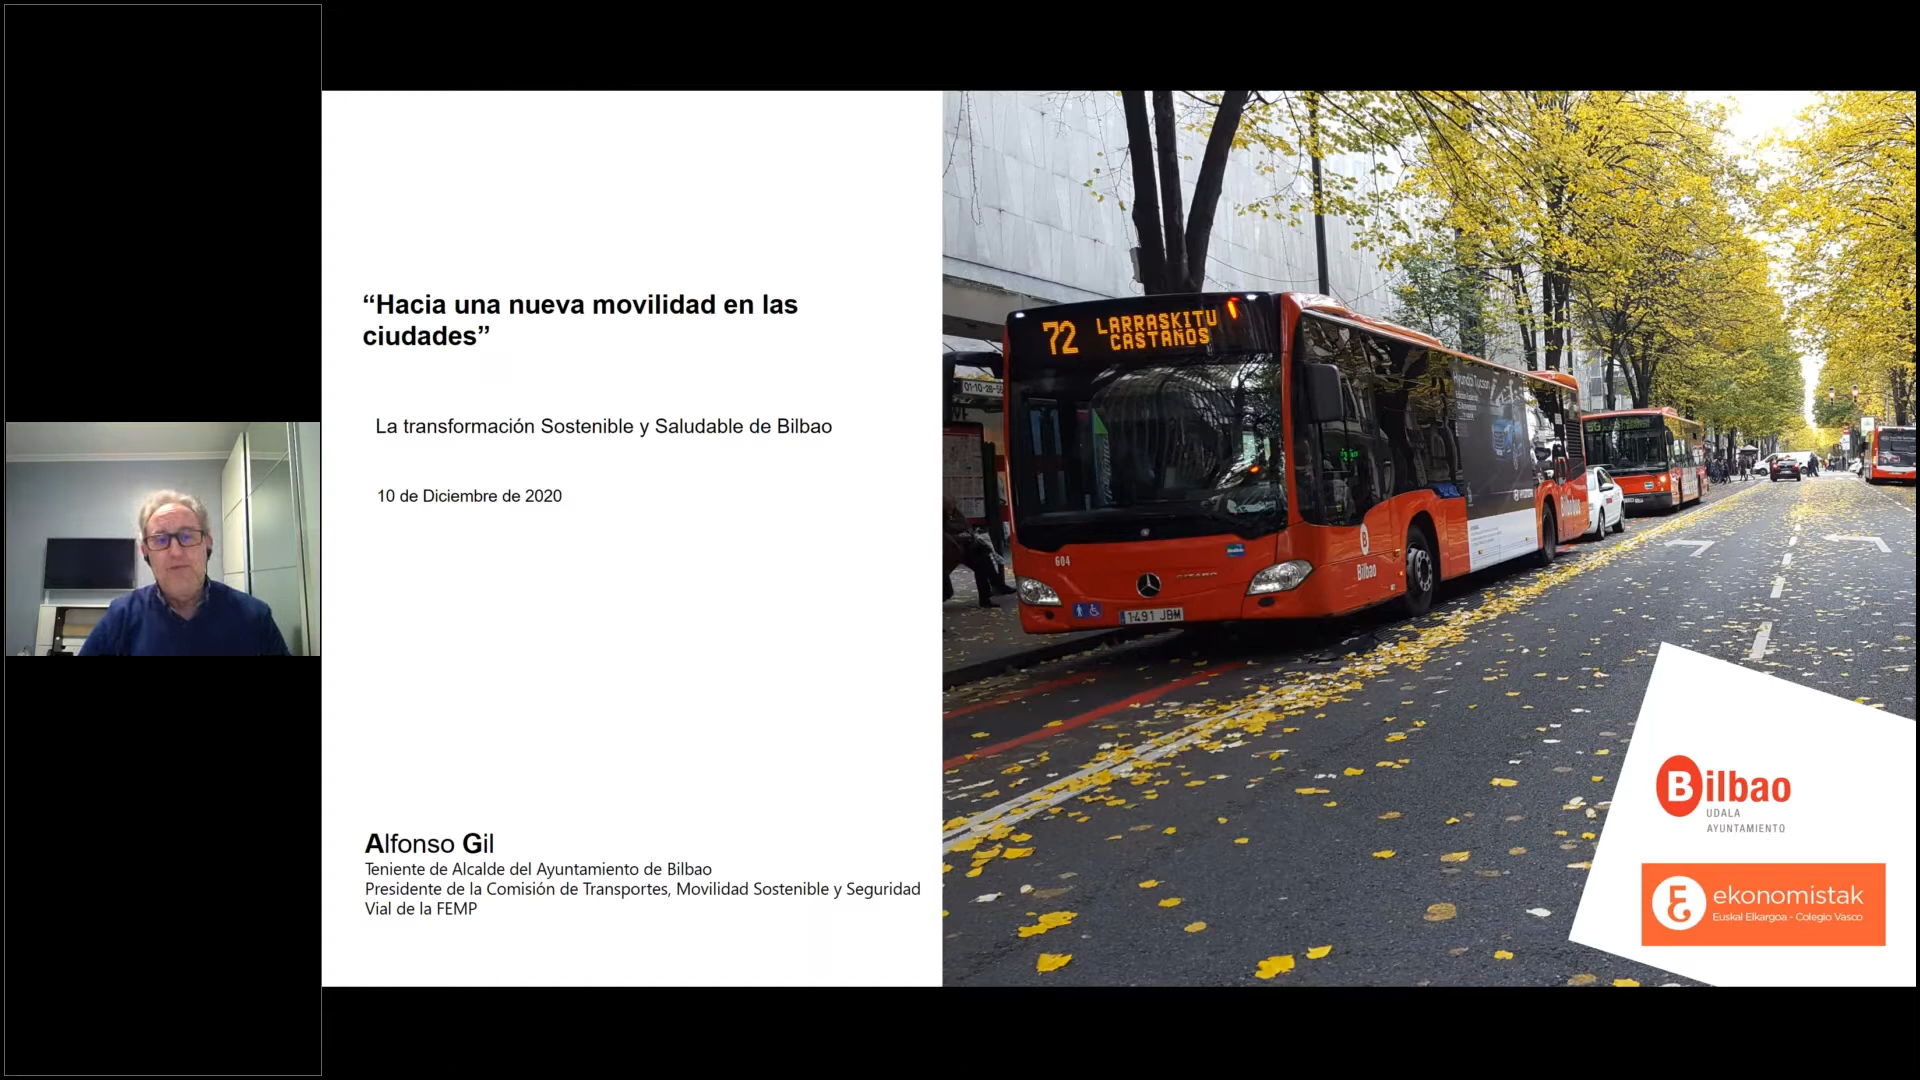 “Hacia una nueva movilidad en las
ciudades”
La transformación Sostenible y Saludable de Bilbao
10 de Diciembre de 2020
Alfonso Gil
Teniente de Alcalde del Ayuntamiento de Bilbao
Presidente de la Comisión de Transportes, Movilidad Sostenible y Seguridad
Vial de la FEMP
72 LARRASKITU
CASTAÑOS
604
1491 JBM
Bilbao
Bilbobus
Bilbao
UDALA
AYUNTAMIENTO
ekonomistak
Euskal Elkargoa - Colegio Vasco